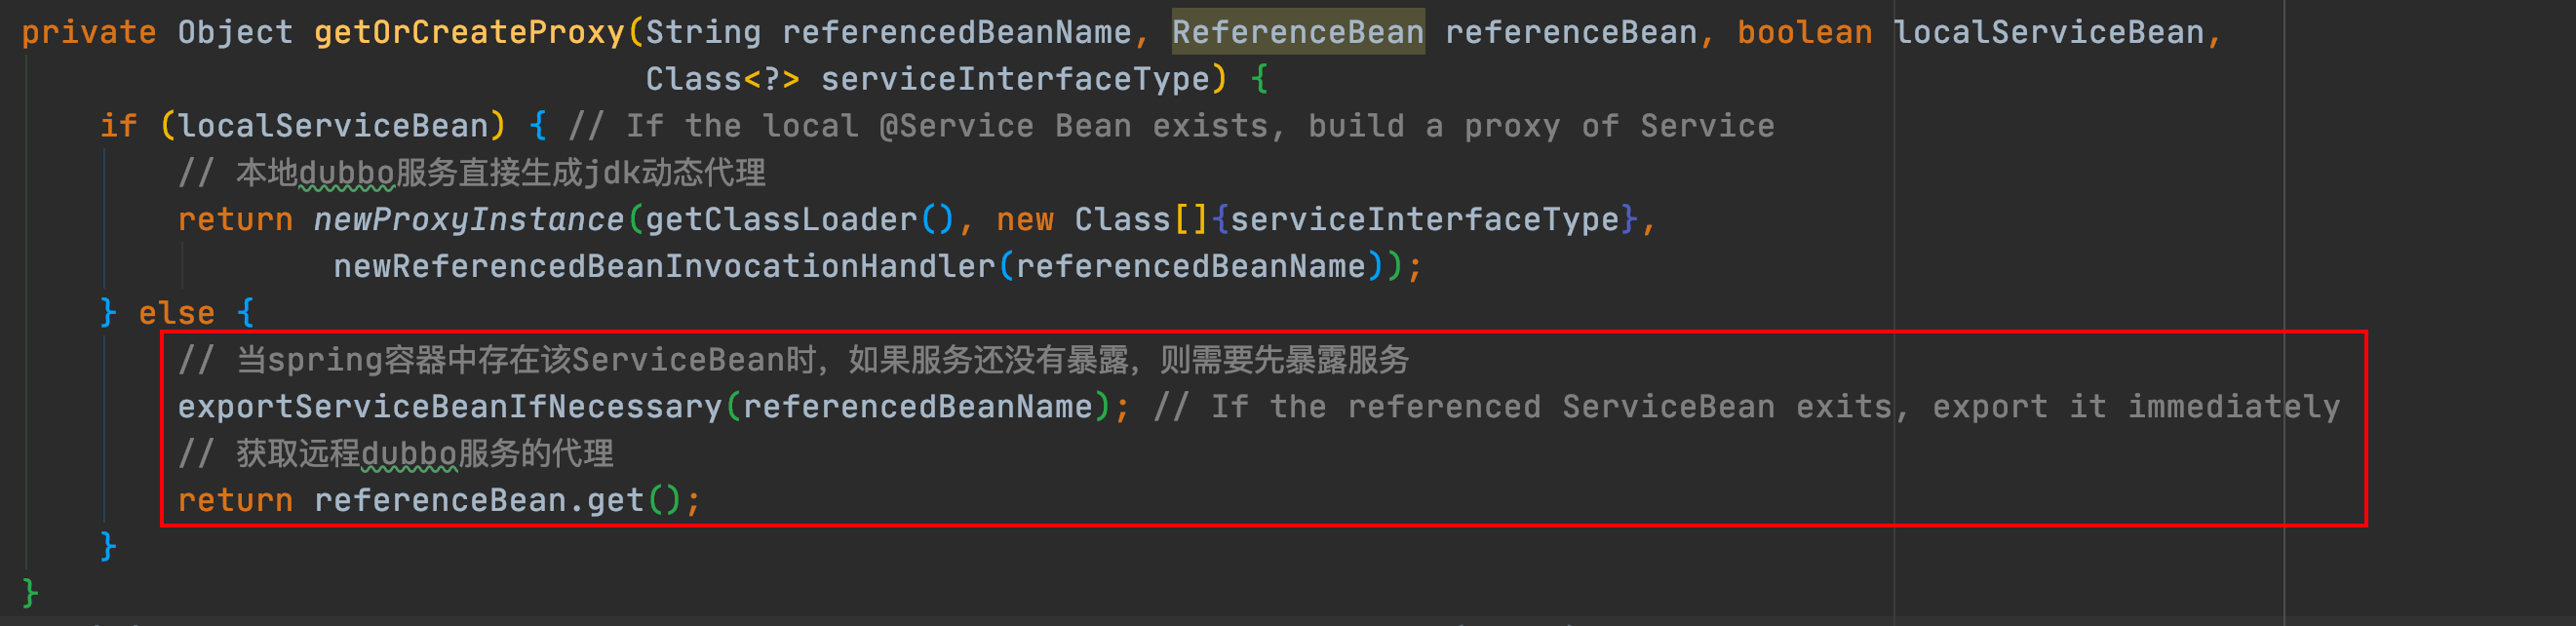 private Object getOrCreateProxy(String referencedBeanName, ReferenceBean referenceBean, boolean localServiceBean,
Class<?> serviceInterfaceType) {
if (localServiceBean) { // If the local @Service Bean exists, build a proxy of Service
// 本地dubbo服务直接生成jdk动态代理
return newProxyInstance(getClassLoader(), new Class[]{serviceInterfaceType},
newReferencedBeanInvocationHandler(referencedBeanName));
} else {
// 当spring容器中存在该ServiceBean时，如果服务还没有暴露，则需要先暴露服务
exportServiceBeanIfNecessary(referencedBeanName); // If the referenced ServiceBean exits, export it immediately
// 获取远程dubbo服务的代理
return referenceBean.get();
}
}